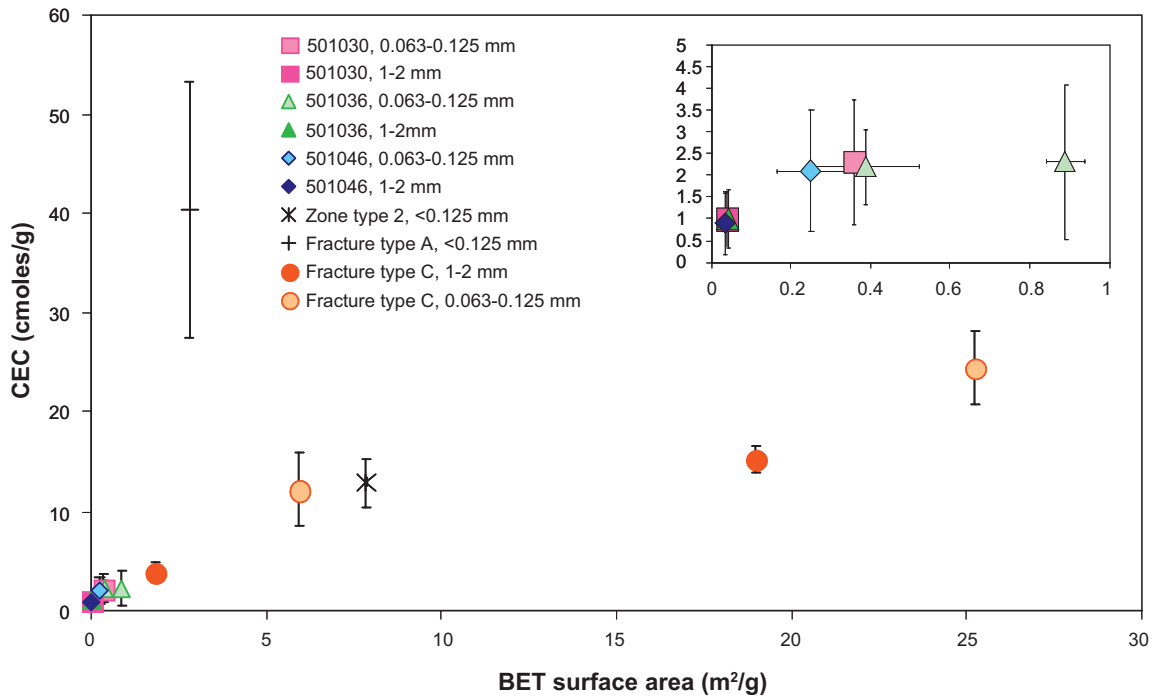 60
50
40
30
20
10
0
CEC (cmoles/g)
501030, 0.063-0.125 mm
501030, 1-2 mm
501036, 0.063-0.125 mm
501036, 1-2mm
501046, 0.063-0.125 mm
501046, 1-2 mm
Zone type 2, <0.125 mm
Fracture type A, <0.125 mm
Fracture type C, 1-2 mm
Fracture type C, 0.063-0.125 mm
5
4.5
4
3.5
3
2.5
2
1.5
1
0.5
0
0 0.2 0.4 0.6 0.8 1
0 5 10 15 20 25 30
BET surface area (m²/g)